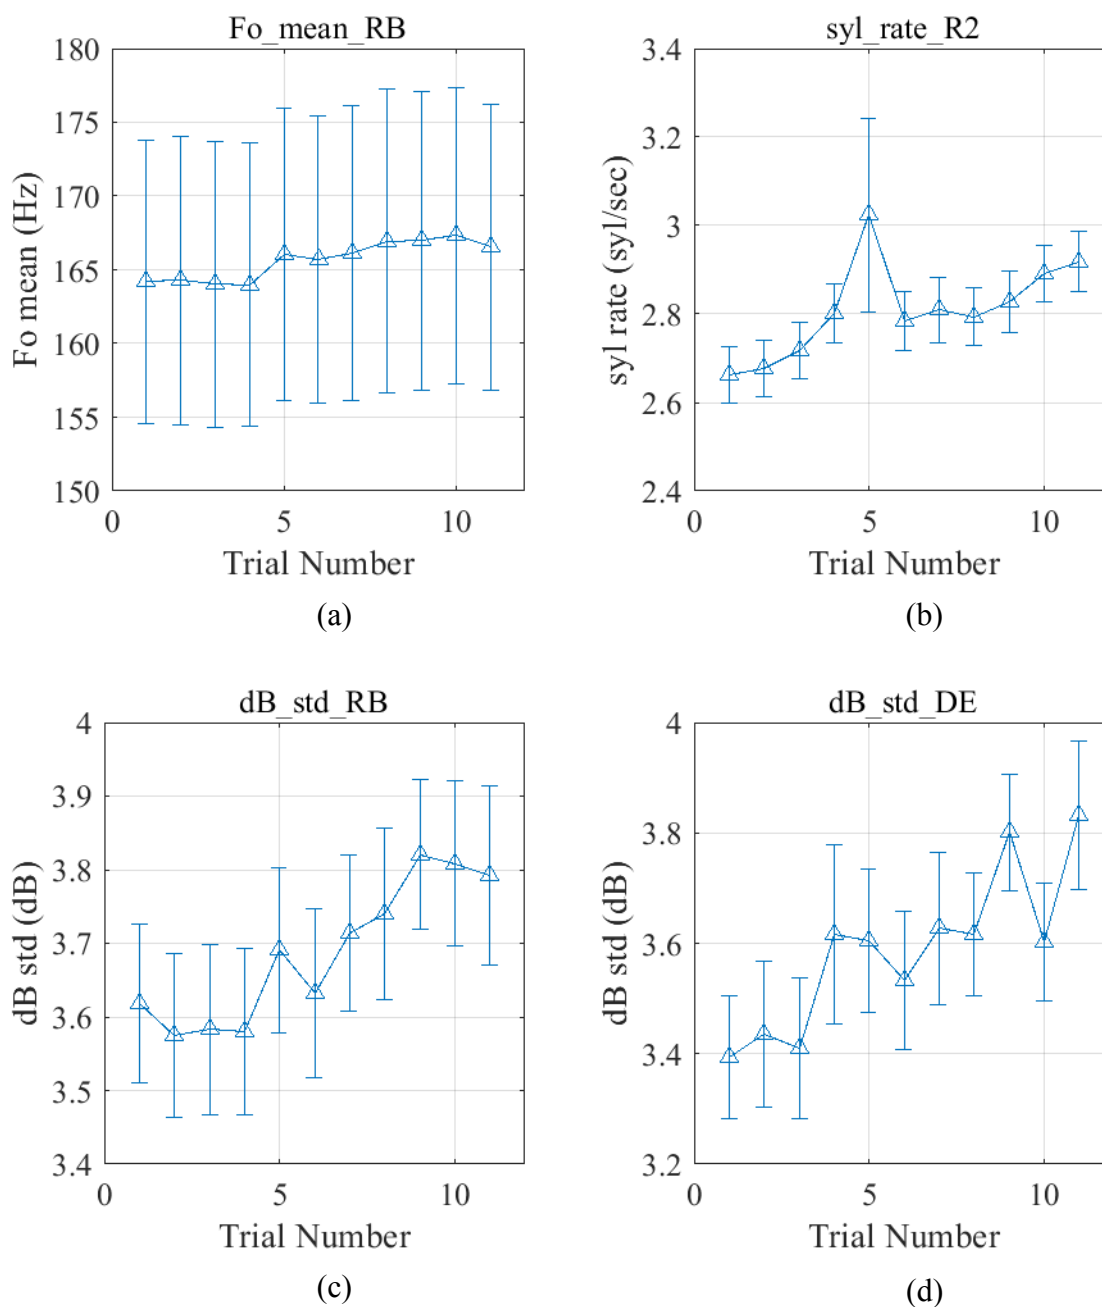 Fo_mean_RB
180
175
170
165
160
155
150
Fo mean (Hz)
0
5
10
Trial Number
(a)
syl_rate_R2
3.4
3.2
3
2.8
2.6
2.4
syl rate (syl/sec)
0
5
10
Trial Number
(b)
dB_std_RB
4
3.9
3.8
3.7
3.6
3.5
3.4
dB std (dB)
0
5
10
Trial Number
(c)
dB_std_DE
4
3.8
3.6
3.4
3.2
dB std (dB)
0
5
10
Trial Number
(d)